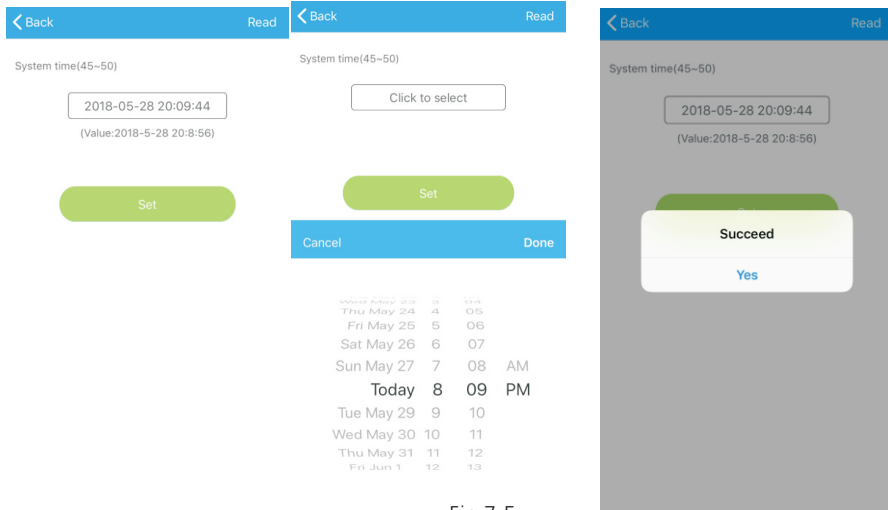 Back Read
System time(45~50)
2018-05-28 20:09:44
(Value:2018-5-28 20:8:56)
Set
Back Read
System time(45~50)
Click to select
Set
Cancel Done
Thu May 24 4 05
Fri May 25 5 06
Sat May 26 6 07
Sun May 27 7 08 AM
Today 8 09 PM
Tue May 29 9 10
Wed May 30 10 11
Thu May 31 11 12
Fri Jun 1 12 13
Back Read
System time(45~50)
2018-05-28 20:09:44
(Value:2018-5-28 20:8:56)
Succeed
Yes